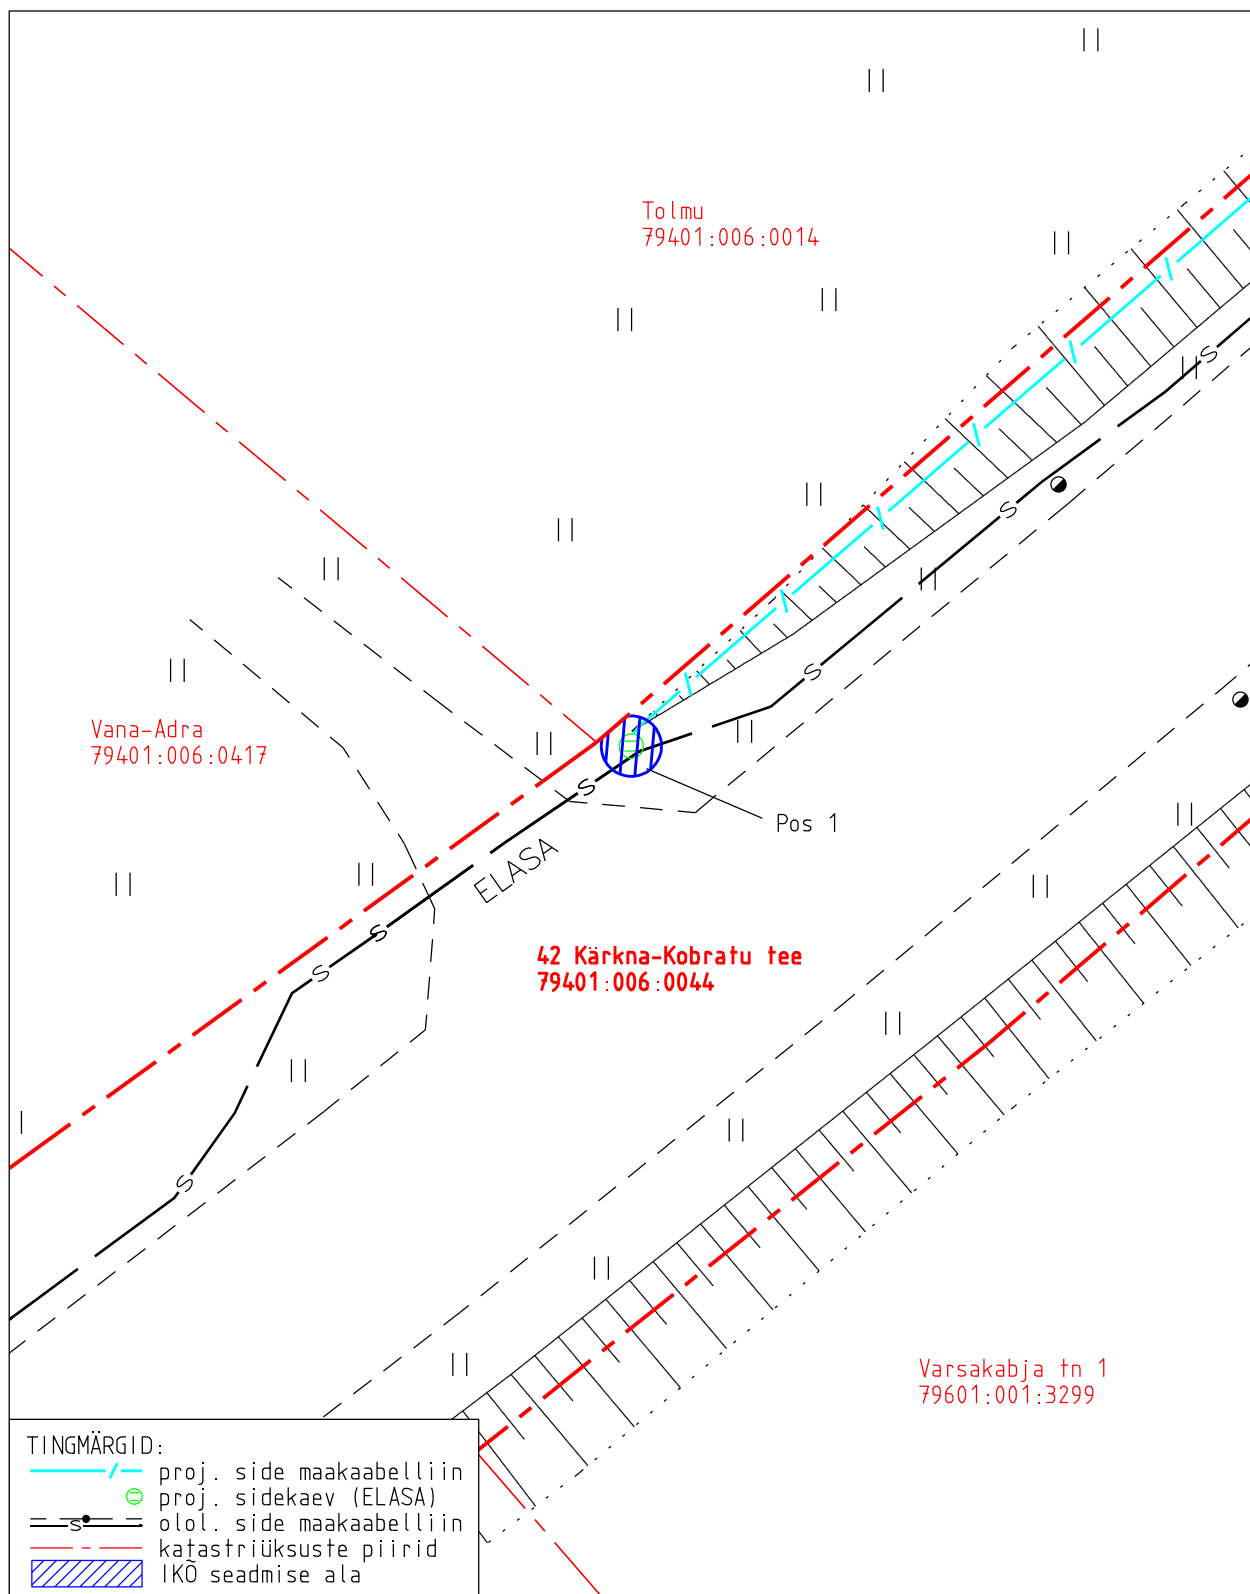 Tolmu
79401:006:0014
Vana-Adra
79401:006:0417
Pos 1
ELASA
42 Kärkna-Kobratu tee
79401:006:0044
Varsakabja tn 1
79601:001:3299
S
S
S
S
S
S
S
TINGMÄRGID:
proj. side maakaabelliin
proj. sidekaev (ELASA)
S
olol. side maakaabelliin
katastriüksuste piirid
IKÕ seadmise ala